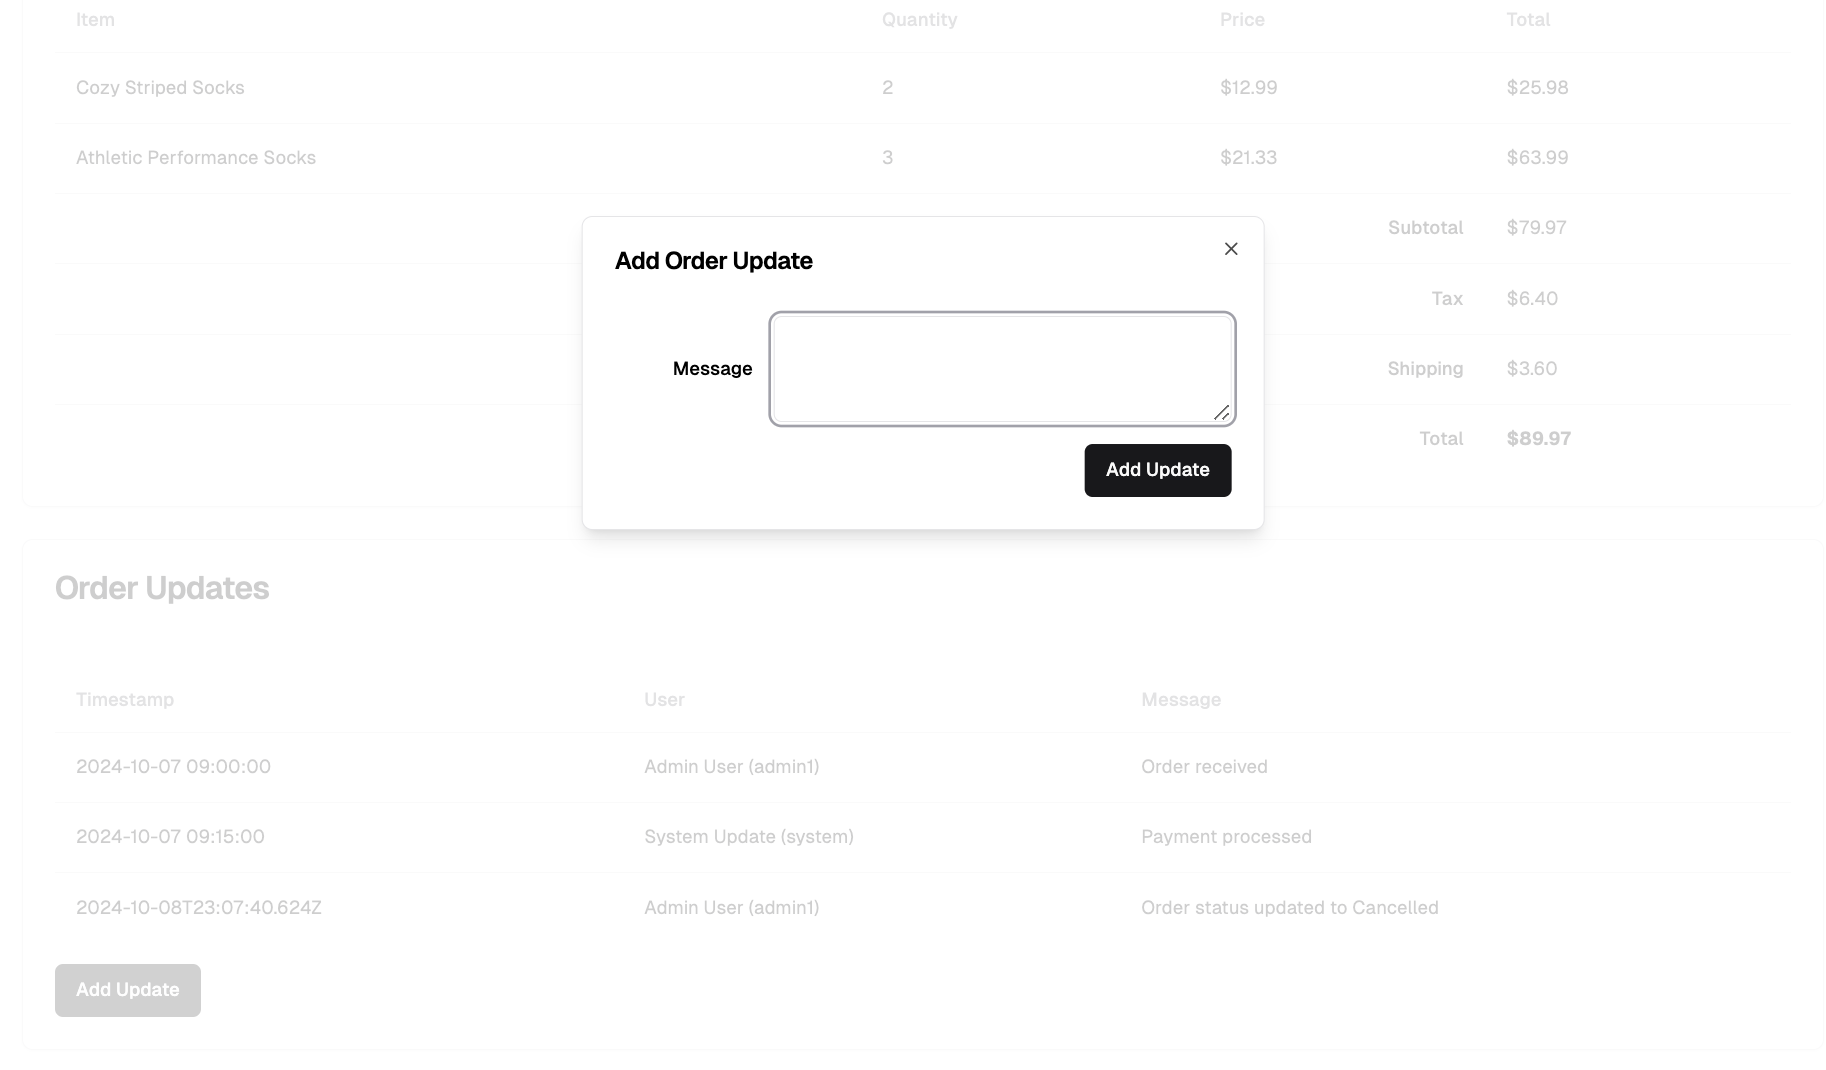 Item Quantity Price Total
Cozy Striped Socks 2 $12.99 $25.98
Athletic Performance Socks 3 $21.33 $63.99
Subtotal $79.97
Tax $6.40
Shipping $3.60
Total $89.97
Add Order Update
Message
Add Update
Order Updates
Timestamp User Message
2024-10-07 09:00:00 Admin User (admin1) Order received
2024-10-07 09:15:00 System Update (system) Payment processed
2024-10-08T23:07:40.624Z Admin User (admin1) Order status updated to Cancelled
Add Update